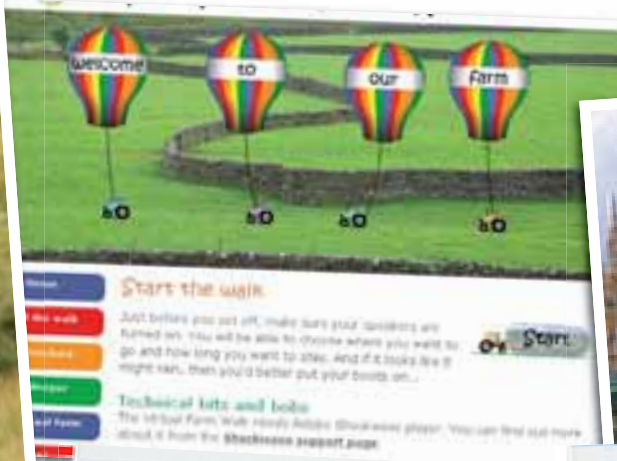 welcome to our farm
Start the walk
Just before you set off, make sure your speakers are
turned on. You will be able to choose where you want to
go and how long you want to stay. And if it looks like it
might rain, then you'd better put your boots on...
Start
Technical bits and bobs
The Virtual Farm Walk needs Adobe Shockwave player. You can find out more
about it from the Shockwave support page.